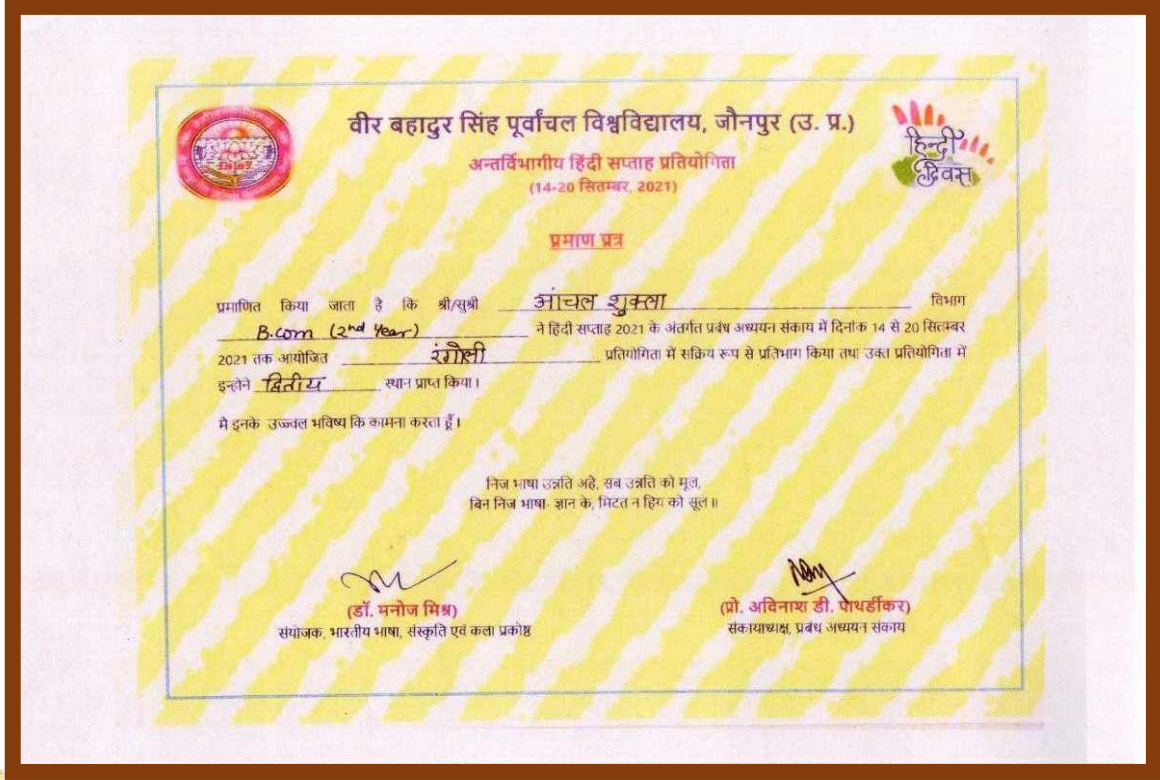 वीर बहादुर सिंह पूर्वांचल विश्वविद्यालय, जौनपुर (उ. प्र.)
हिन्दी
दिवस
अन्तर्विभागीय हिंदी सप्ताह प्रतियोगिता
(14-20 सितम्बर, 2021)
प्रमाण प्रत्र
प्रमाणित किया जाता है कि श्री/सुश्री आंचल शुक्ला विभाग
B.com (2nd Year) ने हिंदी सप्ताह 2021 के अंतर्गत प्रबंध अध्ययन संकाय में दिनांक 14 से 20 सितम्बर
2021 तक आयोजित रंगोली प्रतियोगिता में सक्रिय रूप से प्रतिभाग किया तथा उक्त प्रतियोगिता में
इन्होने द्वितीय स्थान प्राप्त किया।
मै इनके उज्ज्वल भविष्य कि कामना करता हूँ।
निज भाषा उन्नति अहै, सब उन्नति को मूल,
बिन निज भाषा- ज्ञान के, मिटत न हिय को सूल॥
(डॉ. मनोज मिश्र)
संयोजक, भारतीय भाषा, संस्कृति एवं कला प्रकोष्ठ
(प्रो. अविनाश डी. पाथर्डीकर)
संकायाध्यक्ष, प्रबंध अध्ययन संकाय